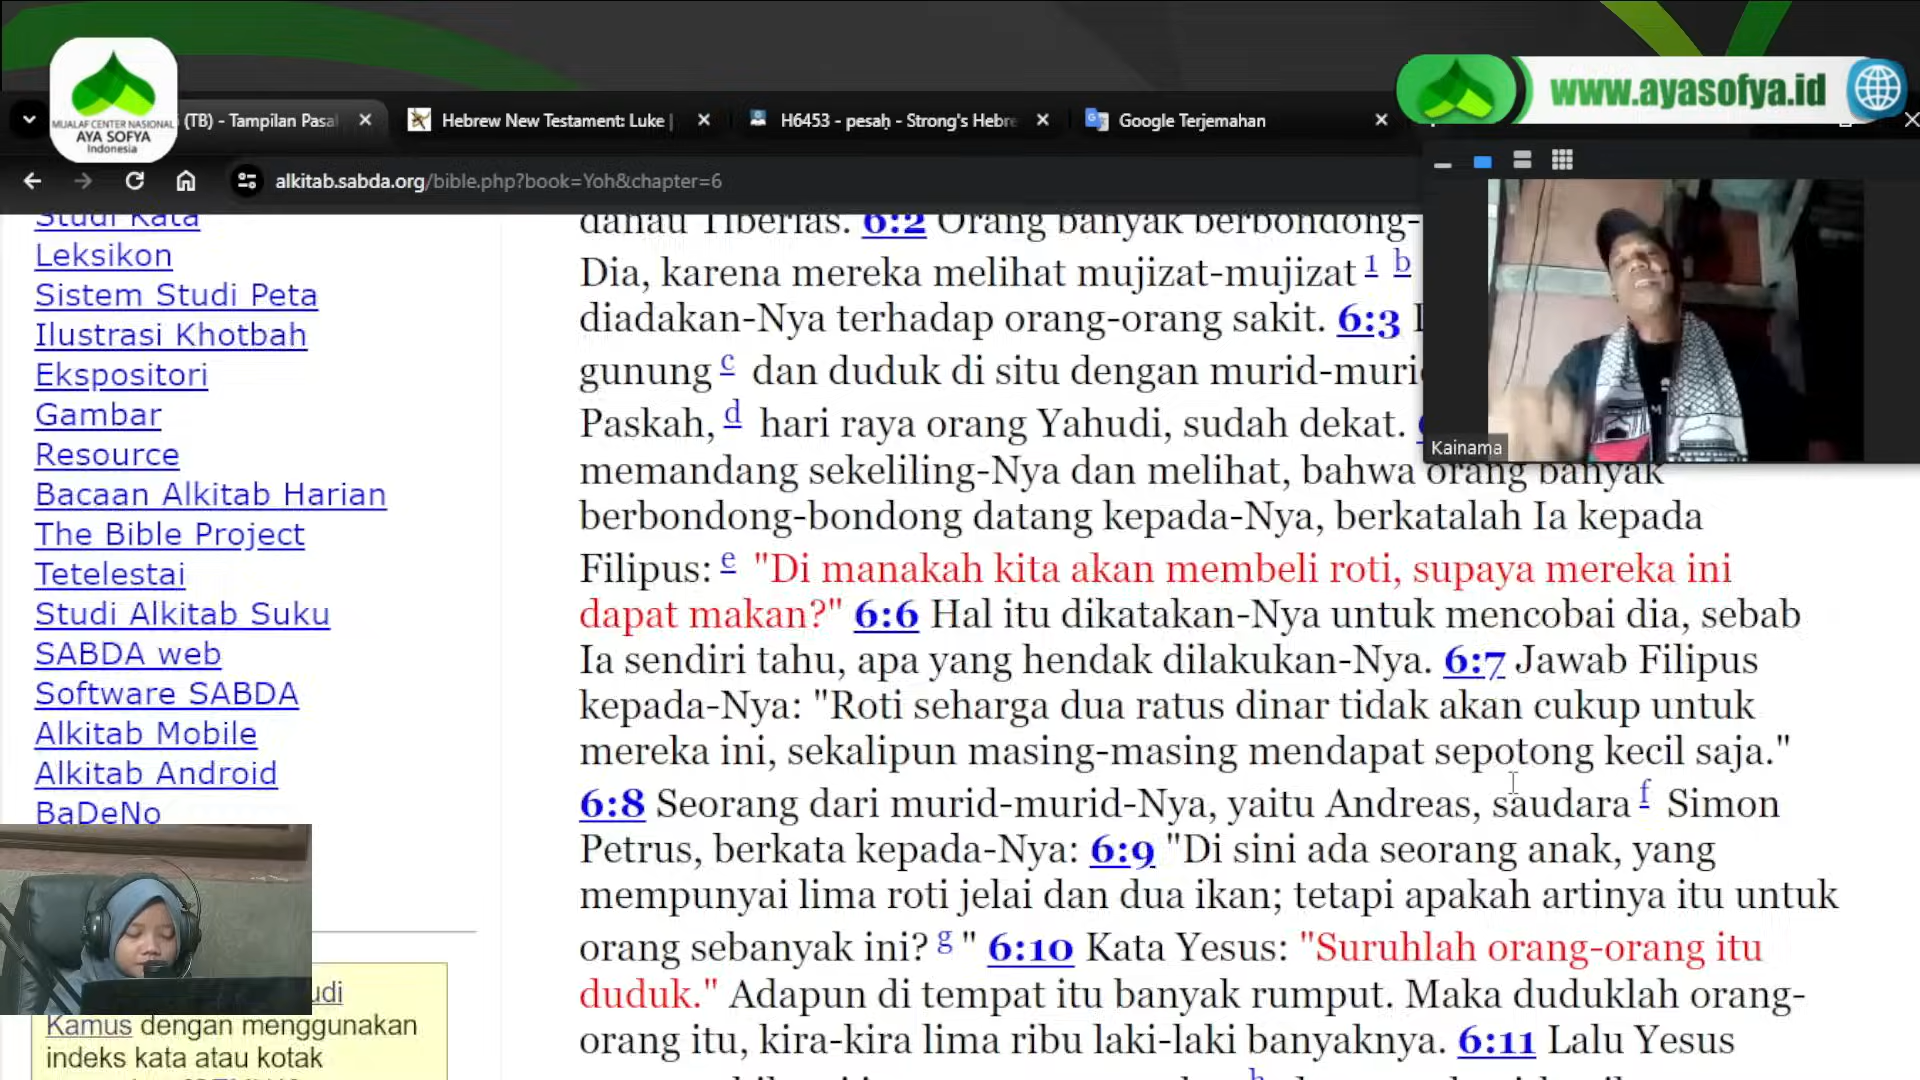 www.ayasofya.id
MUALAF CENTER NASIONAL
AYA SOFYA
Indonesia
(TB) - Tampilan Pasal
Hebrew New Testament: Luke |
H6453 - pesaḥ - Strong's Hebre
Google Terjemahan
alkitab.sabda.org/bible.php?book=Yoh&chapter=6
Studi Kata
Leksikon
Sistem Studi Peta
Ilustrasi Khotbah
Ekspositori
Gambar
Resource
Bacaan Alkitab Harian
The Bible Project
Tetelestai
Studi Alkitab Suku
SABDA web
Software SABDA
Alkitab Mobile
Alkitab Android
BaDeNo
udi
Kamus dengan menggunakan
indeks kata atau kotak
danau Tiberias. 6:2 Orang banyak berbondong-
Dia, karena mereka melihat mujizat-mujizat 1 b
diadakan-Nya terhadap orang-orang sakit. 6:3
gunung c dan duduk di situ dengan murid-murid
Paskah, d hari raya orang Yahudi, sudah dekat.
memandang sekeliling-Nya dan melihat, bahwa orang banyak
berbondong-bondong datang kepada-Nya, berkatalah Ia kepada
Filipus: e "Di manakah kita akan membeli roti, supaya mereka ini
dapat makan?" 6:6 Hal itu dikatakan-Nya untuk mencobai dia, sebab
Ia sendiri tahu, apa yang hendak dilakukan-Nya. 6:7 Jawab Filipus
kepada-Nya: "Roti seharga dua ratus dinar tidak akan cukup untuk
mereka ini, sekalipun masing-masing mendapat sepotong kecil saja."
6:8 Seorang dari murid-murid-Nya, yaitu Andreas, saudara f Simon
Petrus, berkata kepada-Nya: 6:9 "Di sini ada seorang anak, yang
mempunyai lima roti jelai dan dua ikan; tetapi apakah artinya itu untuk
orang sebanyak ini? g " 6:10 Kata Yesus: "Suruhlah orang-orang itu
duduk." Adapun di tempat itu banyak rumput. Maka duduklah orang-
orang itu, kira-kira lima ribu laki-laki banyaknya. 6:11 Lalu Yesus
Kainama